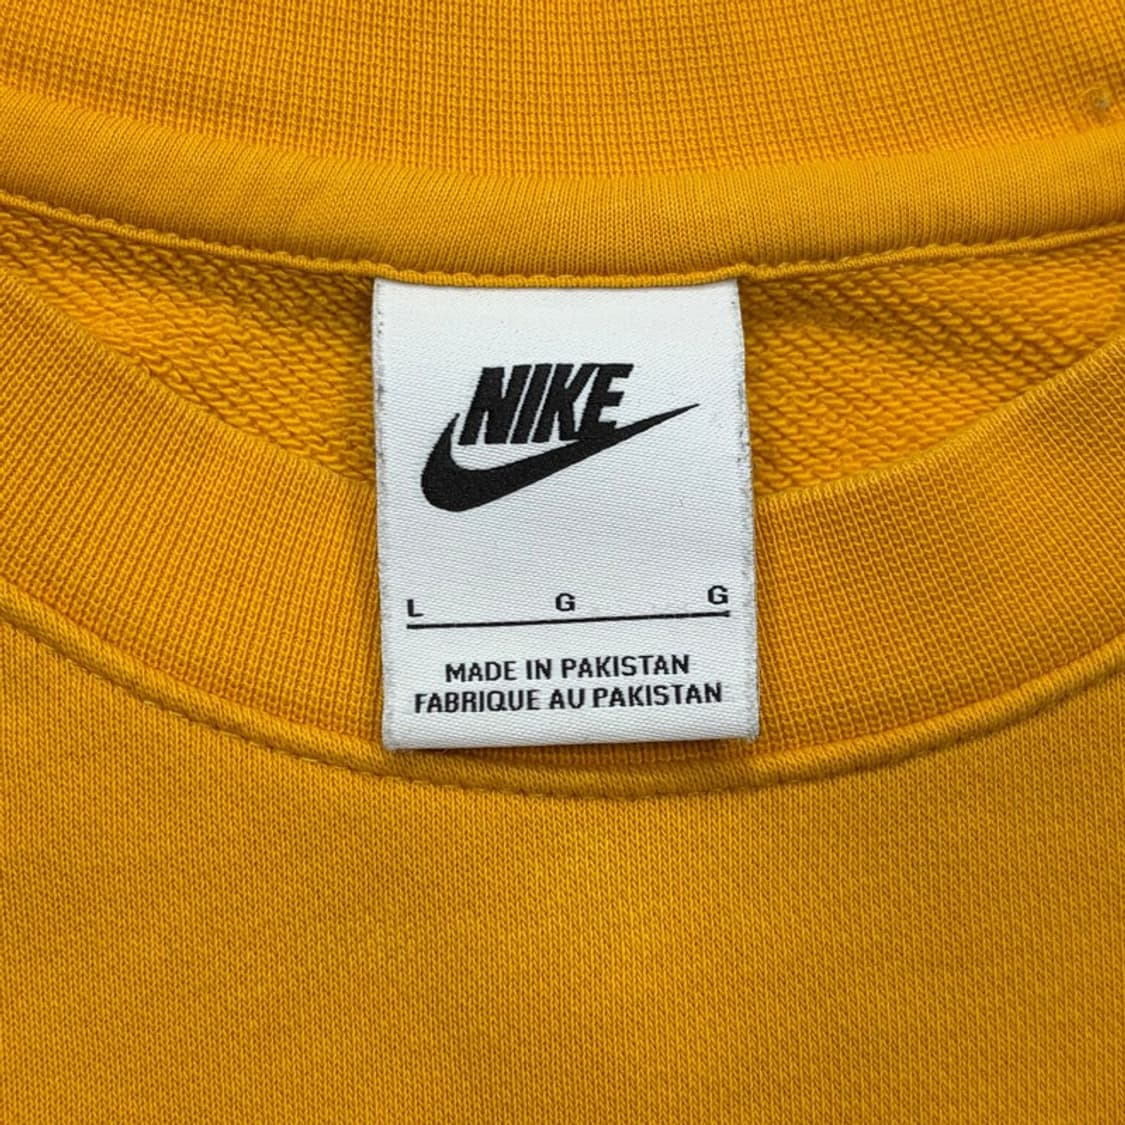 NIKE
L G G
MADE IN PAKISTAN
FABRIQUE AU PAKISTAN